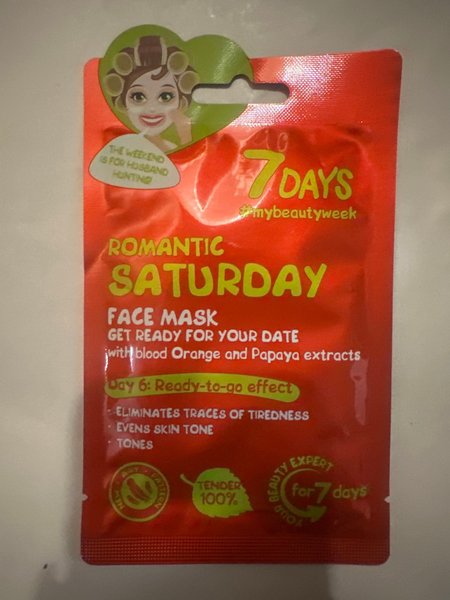 THE WEEKEND
IS FOR HUSBAND
HUNTING!
7 DAYS
#mybeautyweek
ROMANTIC
SATURDAY
FACE MASK
GET READY FOR YOUR DATE
with blood Orange and Papaya extracts
Day 6: Ready-to-go effect
· ELIMINATES TRACES OF TIREDNESS
· EVENS SKIN TONE
· TONES
TENDER
100%
YOUR BEAUTY EXPERT
for 7 days